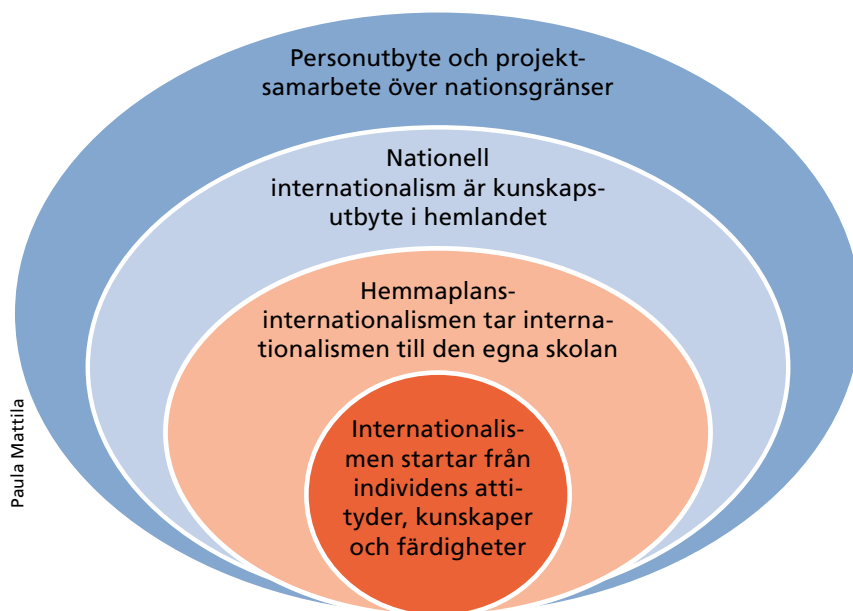 Personutbyte och projekt-
samarbete över nationsgränser
Nationell
internationalism är kunskaps-
utbyte i hemlandet
Hemmaplans-
internationalismen tar interna-
tionalismen till den egna skolan
Internationalis-
men startar från
individens atti-
tyder, kunskaper
och färdigheter
Paula Mattila